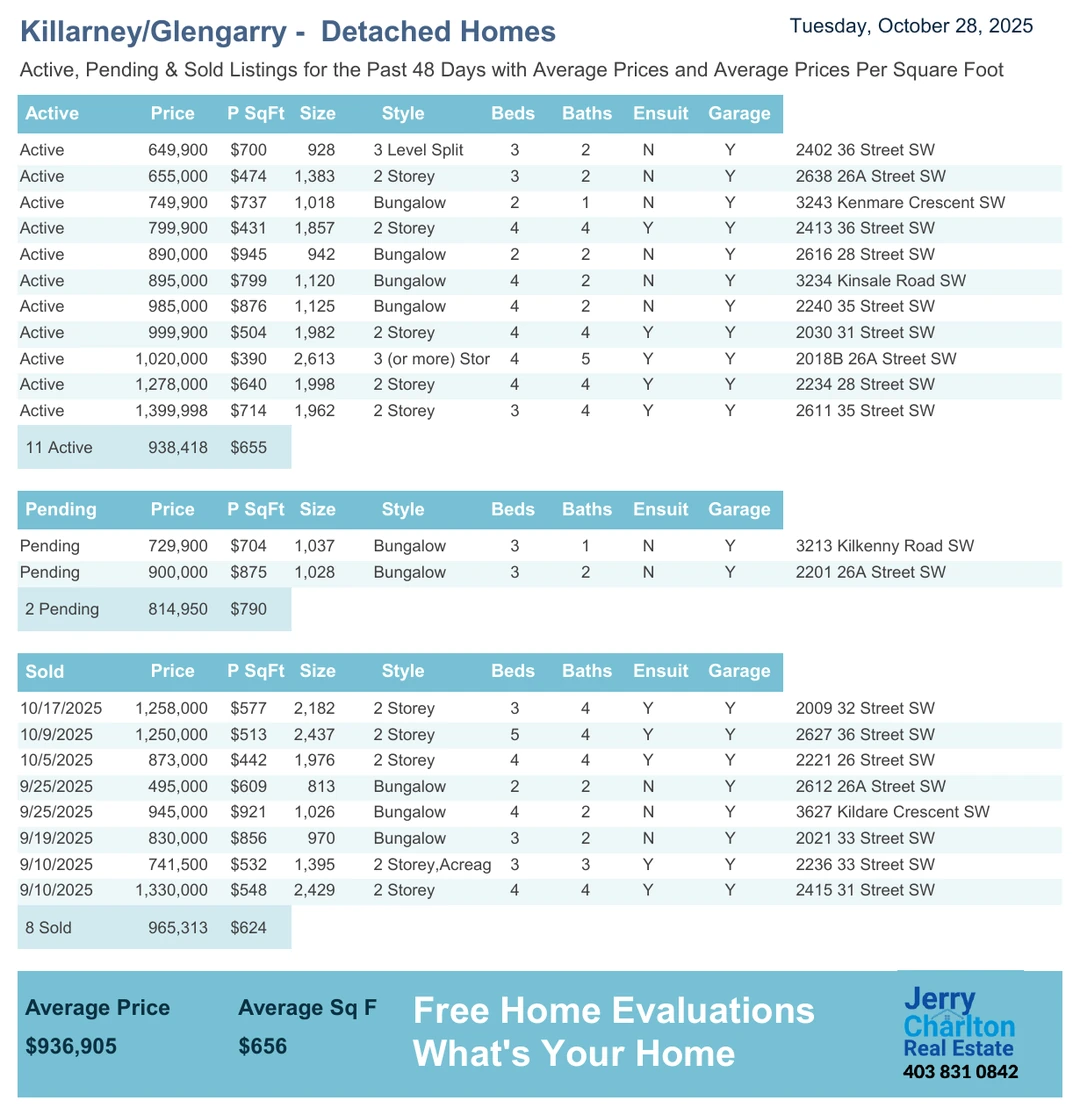 Killarney/Glengarry - Detached Homes
Tuesday, October 28, 2025
Active, Pending & Sold Listings for the Past 48 Days with Average Prices and Average Prices Per Square Foot
Active Price P SqFt Size Style Beds Baths Ensuit Garage
Active 649,900 $700 928 3 Level Split 3 2 N Y 2402 36 Street SW
Active 655,000 $474 1,383 2 Storey 3 2 N Y 2638 26A Street SW
Active 749,900 $737 1,018 Bungalow 2 1 N Y 3243 Kenmare Crescent SW
Active 799,900 $431 1,857 2 Storey 4 4 Y Y 2413 36 Street SW
Active 890,000 $945 942 Bungalow 2 2 N Y 2616 28 Street SW
Active 895,000 $799 1,120 Bungalow 4 2 N Y 3234 Kinsale Road SW
Active 985,000 $876 1,125 Bungalow 4 2 N Y 2240 35 Street SW
Active 999,900 $504 1,982 2 Storey 4 4 Y Y 2030 31 Street SW
Active 1,020,000 $390 2,613 3 (or more) Stor 4 5 Y Y 2018B 26A Street SW
Active 1,278,000 $640 1,998 2 Storey 4 4 Y Y 2234 28 Street SW
Active 1,399,998 $714 1,962 2 Storey 3 4 Y Y 2611 35 Street SW
11 Active 938,418 $655
Pending Price P SqFt Size Style Beds Baths Ensuit Garage
Pending 729,900 $704 1,037 Bungalow 3 1 N Y 3213 Kilkenny Road SW
Pending 900,000 $875 1,028 Bungalow 3 2 N Y 2201 26A Street SW
2 Pending 814,950 $790
Sold Price P SqFt Size Style Beds Baths Ensuit Garage
10/17/2025 1,258,000 $577 2,182 2 Storey 3 4 Y Y 2009 32 Street SW
10/9/2025 1,250,000 $513 2,437 2 Storey 5 4 Y Y 2627 36 Street SW
10/5/2025 873,000 $442 1,976 2 Storey 4 4 Y Y 2221 26 Street SW
9/25/2025 495,000 $609 813 Bungalow 2 2 N Y 2612 26A Street SW
9/25/2025 945,000 $921 1,026 Bungalow 4 2 N Y 3627 Kildare Crescent SW
9/19/2025 830,000 $856 970 Bungalow 3 2 N Y 2021 33 Street SW
9/10/2025 741,500 $532 1,395 2 Storey,Acreag 3 3 Y Y 2236 33 Street SW
9/10/2025 1,330,000 $548 2,429 2 Storey 4 4 Y Y 2415 31 Street SW
8 Sold 965,313 $624
Average Price Average Sq F
$936,905 $656
Free Home Evaluations
What's Your Home
Jerry
Charlton
Real Estate
403 831 0842